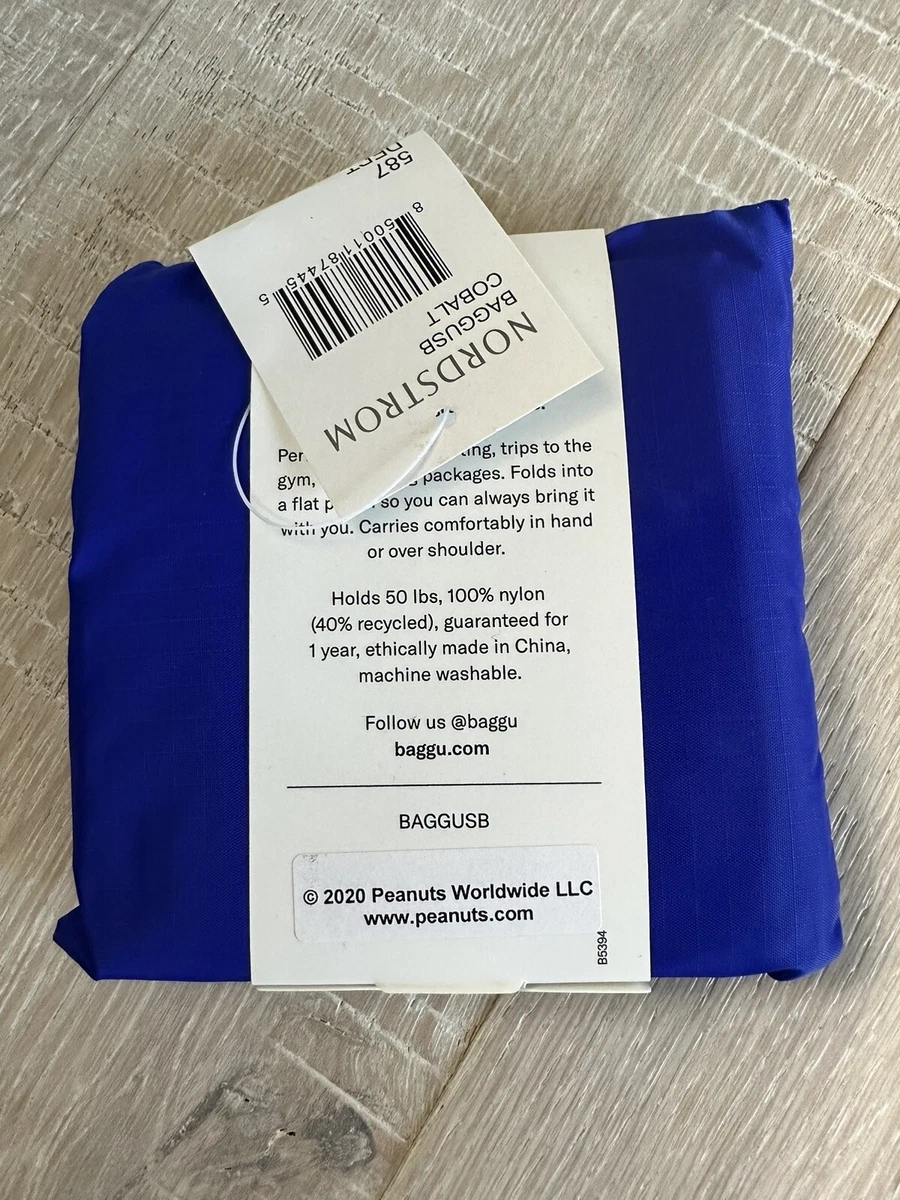 587
DEPT
8 50011 87445 5
BAGGUSB
COBALT
NORDSTROM
trips to the
gym, packages. Folds into
a flat so you can always bring it
with you. Carries comfortably in hand
or over shoulder.
Holds 50 lbs, 100% nylon
(40% recycled), guaranteed for
1 year, ethically made in China,
machine washable.
Follow us @baggu
baggu.com
BAGGUSB
© 2020 Peanuts Worldwide LLC
www.peanuts.com
B5394